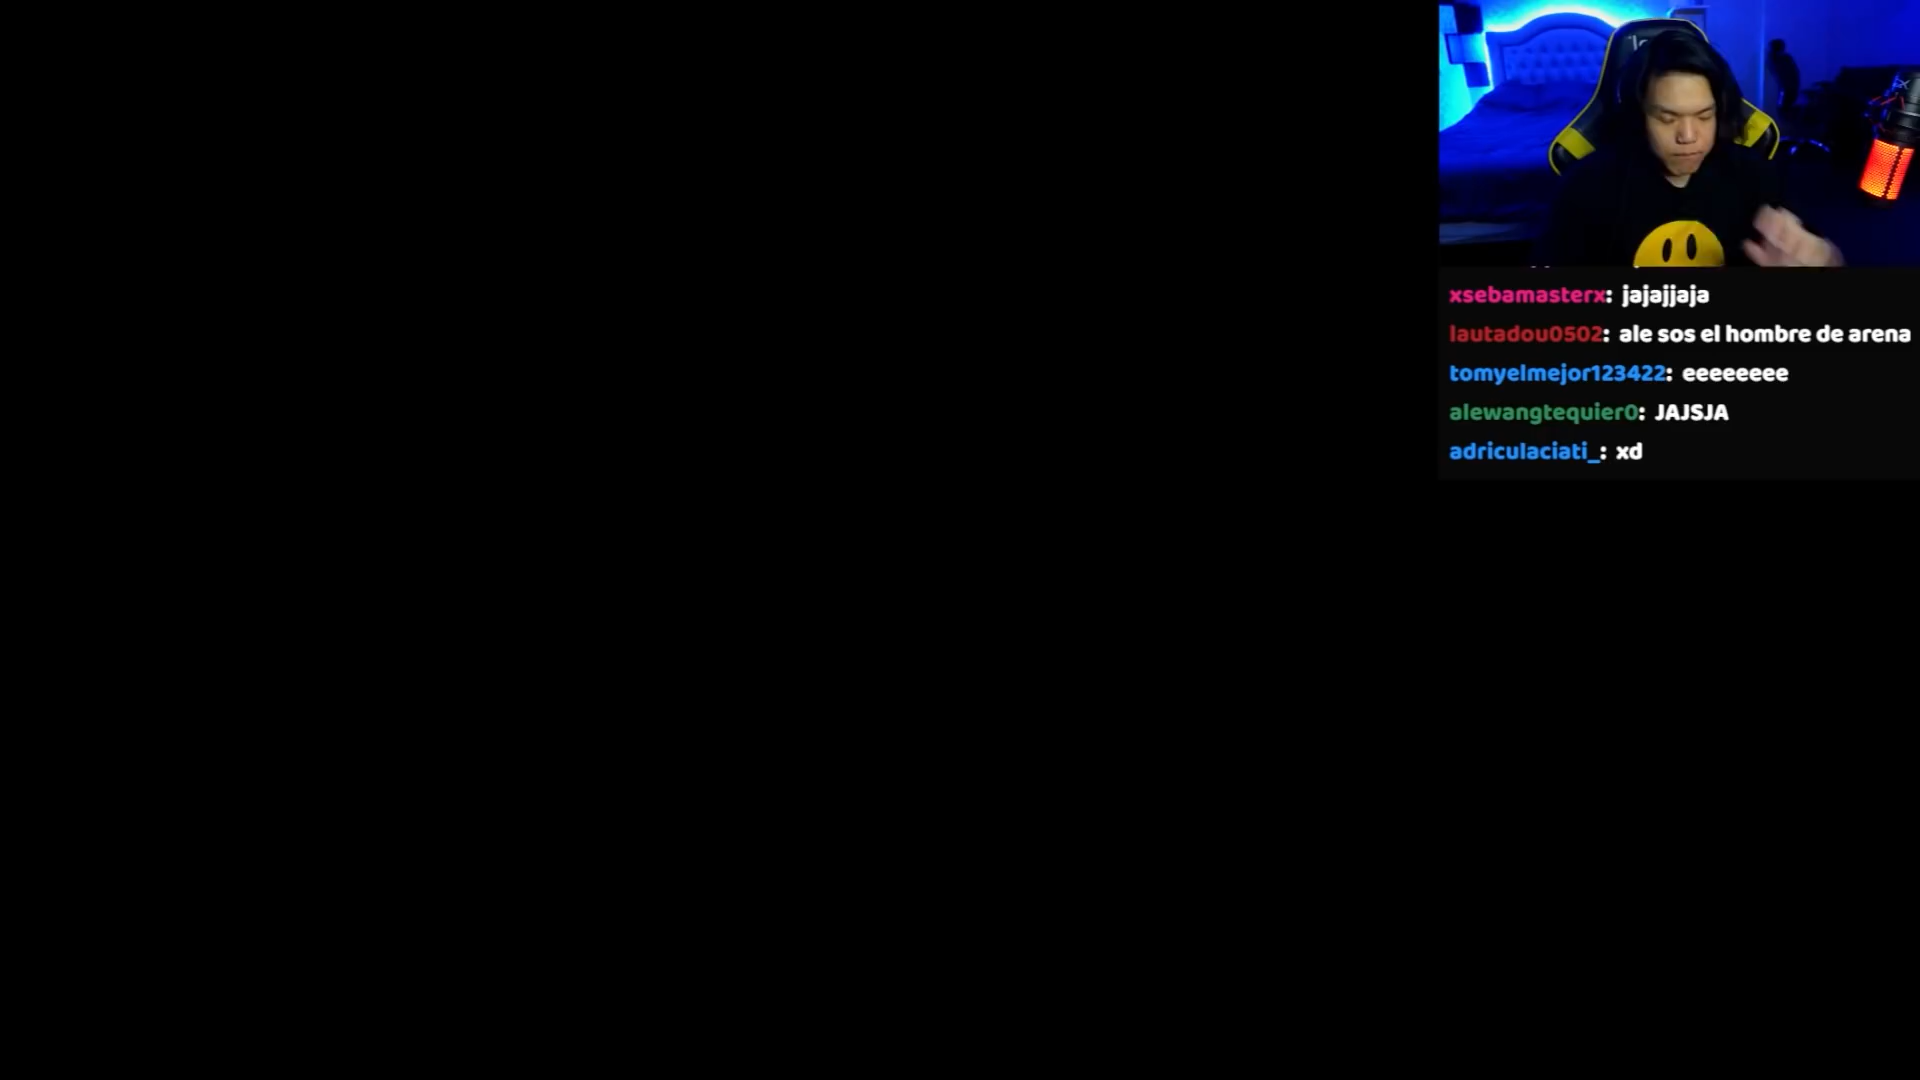 xsebamasterx: jajajjaja
lautadou0502: ale sos el hombre de arena
tomyelmejor123422: eeeeeeee
alewangtequier0: JAJSJA
adriculaciati_: xd